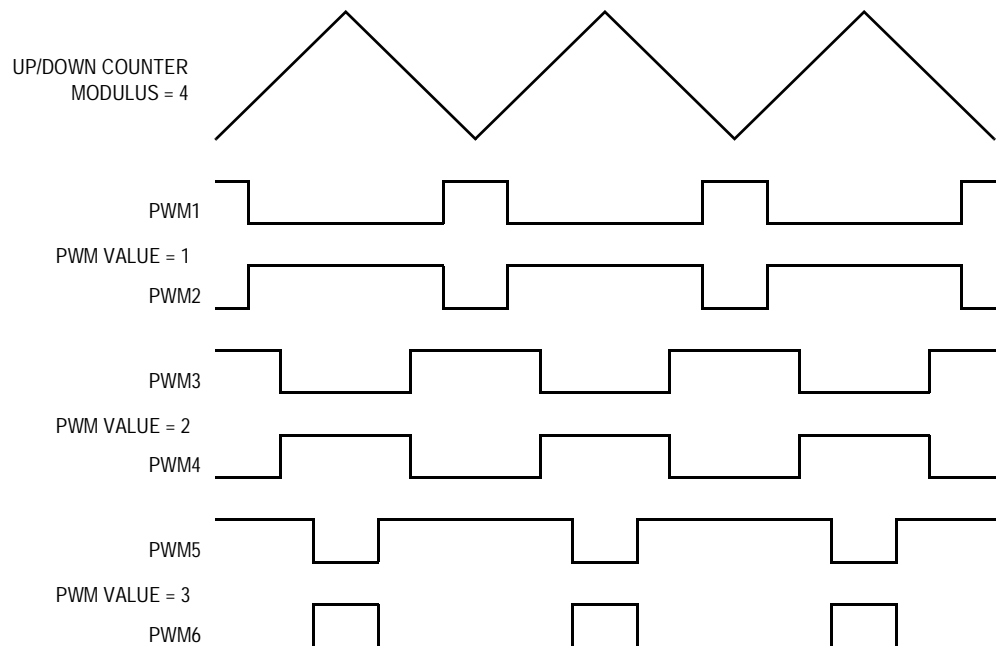 UP/DOWN COUNTER
MODULUS = 4
PWM1
PWM VALUE = 1
PWM2
PWM3
PWM VALUE = 2
PWM4
PWM5
PWM VALUE = 3
PWM6